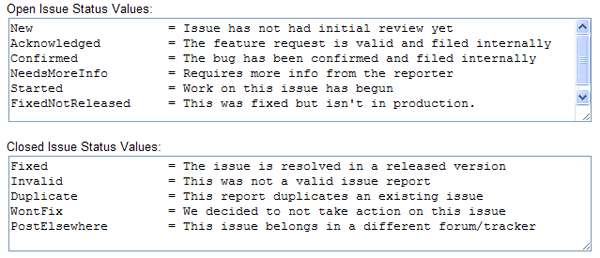 Open Issue Status Values:
New = Issue has not had initial review yet
Acknowledged = The feature request is valid and filed internally
Confirmed = The bug has been confirmed and filed internally
NeedsMoreInfo = Requires more info from the reporter
Started = Work on this issue has begun
FixedNotReleased = This was fixed but isn't in production.
Closed Issue Status Values:
Fixed = The issue is resolved in a released version
Invalid = This was not a valid issue report
Duplicate = This report duplicates an existing issue
WontFix = We decided to not take action on this issue
PostElsewhere = This issue belongs in a different forum/tracker